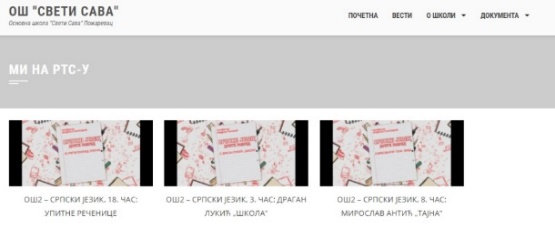 ОШ "СВЕТИ САВА"
Основна школа "Свети Сава" Пожаревац
ПОЧЕТНА ВЕСТИ О ШКОЛИ ДОКУМЕНТА
МИ НА РТС-У
ОШ2 – СРПСКИ ЈЕЗИК, 18. ЧАС:
УПИТНЕ РЕЧЕНИЦЕ
ОШ2 – СРПСКИ ЈЕЗИК, 3. ЧАС: ДРАГАН
ЛУКИЋ „ШКОЛА“
ОШ2 – СРПСКИ ЈЕЗИК, 8. ЧАС:
МИРОСЛАВ АНТИЋ „ТАЈНА“